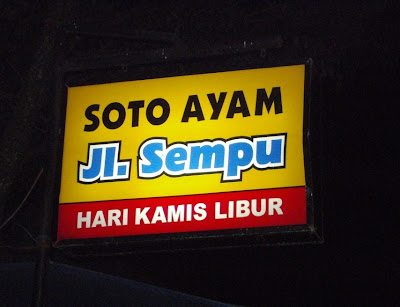 SOTO AYAM
Jl. Sempu
HARI KAMIS LIBUR